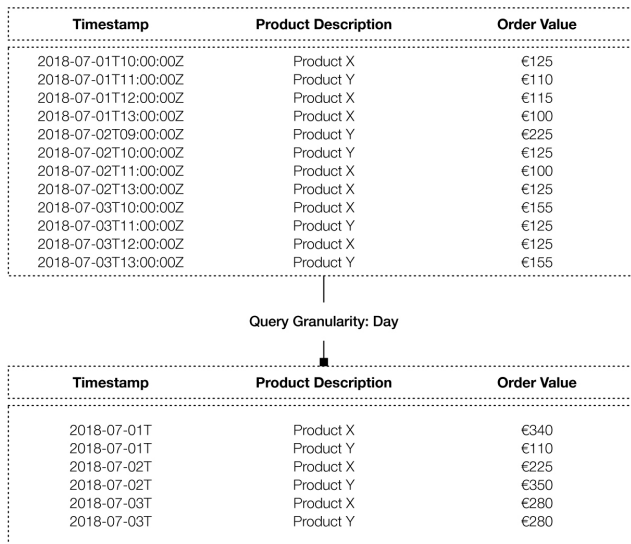 Timestamp Product Description Order Value
2018-07-01T10:00:00Z Product X €125
2018-07-01T11:00:00Z Product Y €110
2018-07-01T12:00:00Z Product X €115
2018-07-01T13:00:00Z Product X €100
2018-07-02T09:00:00Z Product Y €225
2018-07-02T10:00:00Z Product Y €125
2018-07-02T11:00:00Z Product X €100
2018-07-02T13:00:00Z Product X €125
2018-07-03T10:00:00Z Product X €155
2018-07-03T11:00:00Z Product Y €125
2018-07-03T12:00:00Z Product X €125
2018-07-03T13:00:00Z Product Y €155
Query Granularity: Day
Timestamp Product Description Order Value
2018-07-01T Product X €340
2018-07-01T Product Y €110
2018-07-02T Product X €225
2018-07-02T Product Y €350
2018-07-03T Product X €280
2018-07-03T Product Y €280